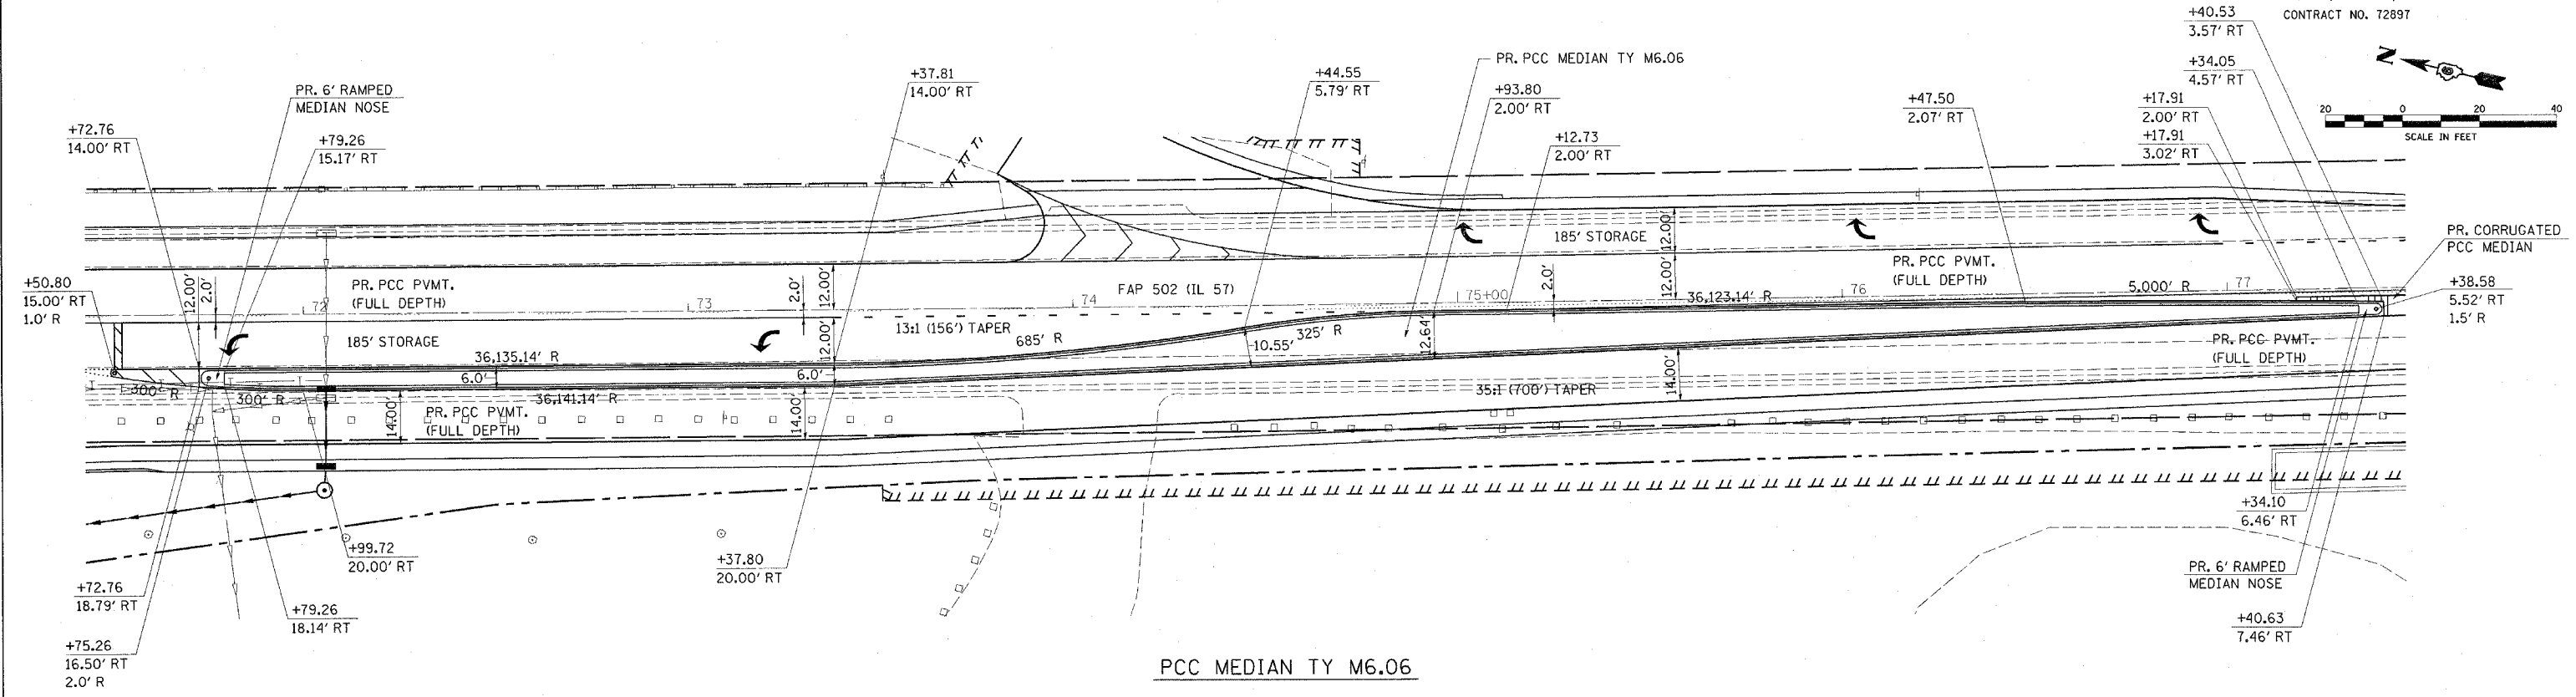 +40.53
3.57' RT
CONTRACT NO. 72897
N
+34.05
4.57' RT
PR. PCC MEDIAN TY M6.06
+37.81
14.00' RT
+44.55
5.79' RT
PR. 6' RAMPED
MEDIAN NOSE
+93.80
2.00' RT
+47.50
2.07' RT
+17.91
2.00' RT
20 0 20 40
SCALE IN FEET
+72.76
14.00' RT
+79.26
15.17' RT
+12.73
2.00' RT
+17.91
3.02' RT
185' STORAGE
12.00'
PR. CORRUGATED
PCC MEDIAN
+50.80
15.00' RT
1.0' R
12.00'
2.0'
PR. PCC PVMT.
(FULL DEPTH)
2.0'
12.00'
FAP 502 (IL 57)
2.0'
12.00'
PR. PCC PVMT.
(FULL DEPTH)
72
73
74
75+00
36,123.14' R
76
5,000' R
77
+38.58
5.52' RT
1.5' R
185' STORAGE
13:1 (156') TAPER
685' R
325' R
12.64'
10.55'
12.00'
36,135.14' R
6.0'
6.0'
PR. PCC PVMT.
(FULL DEPTH)
300' R
300' R
36,141.14' R
35:1 (700') TAPER
14.00'
14.00'
PR. PCC PVMT.
(FULL DEPTH)
14.00'
+34.10
6.46' RT
+99.72
20.00' RT
+37.80
20.00' RT
PR. 6' RAMPED
MEDIAN NOSE
+72.76
18.79' RT
+79.26
18.14' RT
+40.63
7.46' RT
+75.26
16.50' RT
2.0' R
PCC MEDIAN TY M6.06